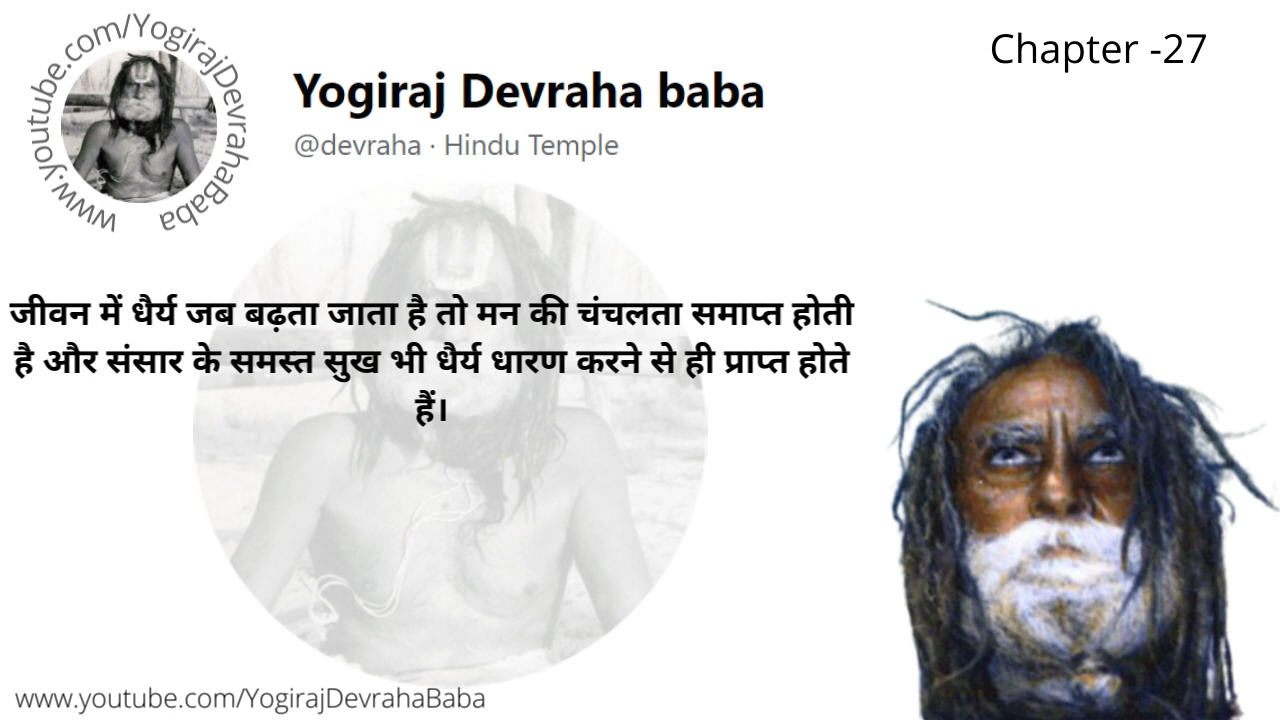 www.youtube.com/YogirajDevrahaBaba
Chapter -27
Yogiraj Devraha baba
@devraha · Hindu Temple
जीवन में धैर्य जब बढ़ता जाता है तो मन की चंचलता समाप्त होती
है और संसार के समस्त सुख भी धैर्य धारण करने से ही प्राप्त होते
हैं।
www.youtube.com/YogirajDevrahaBaba